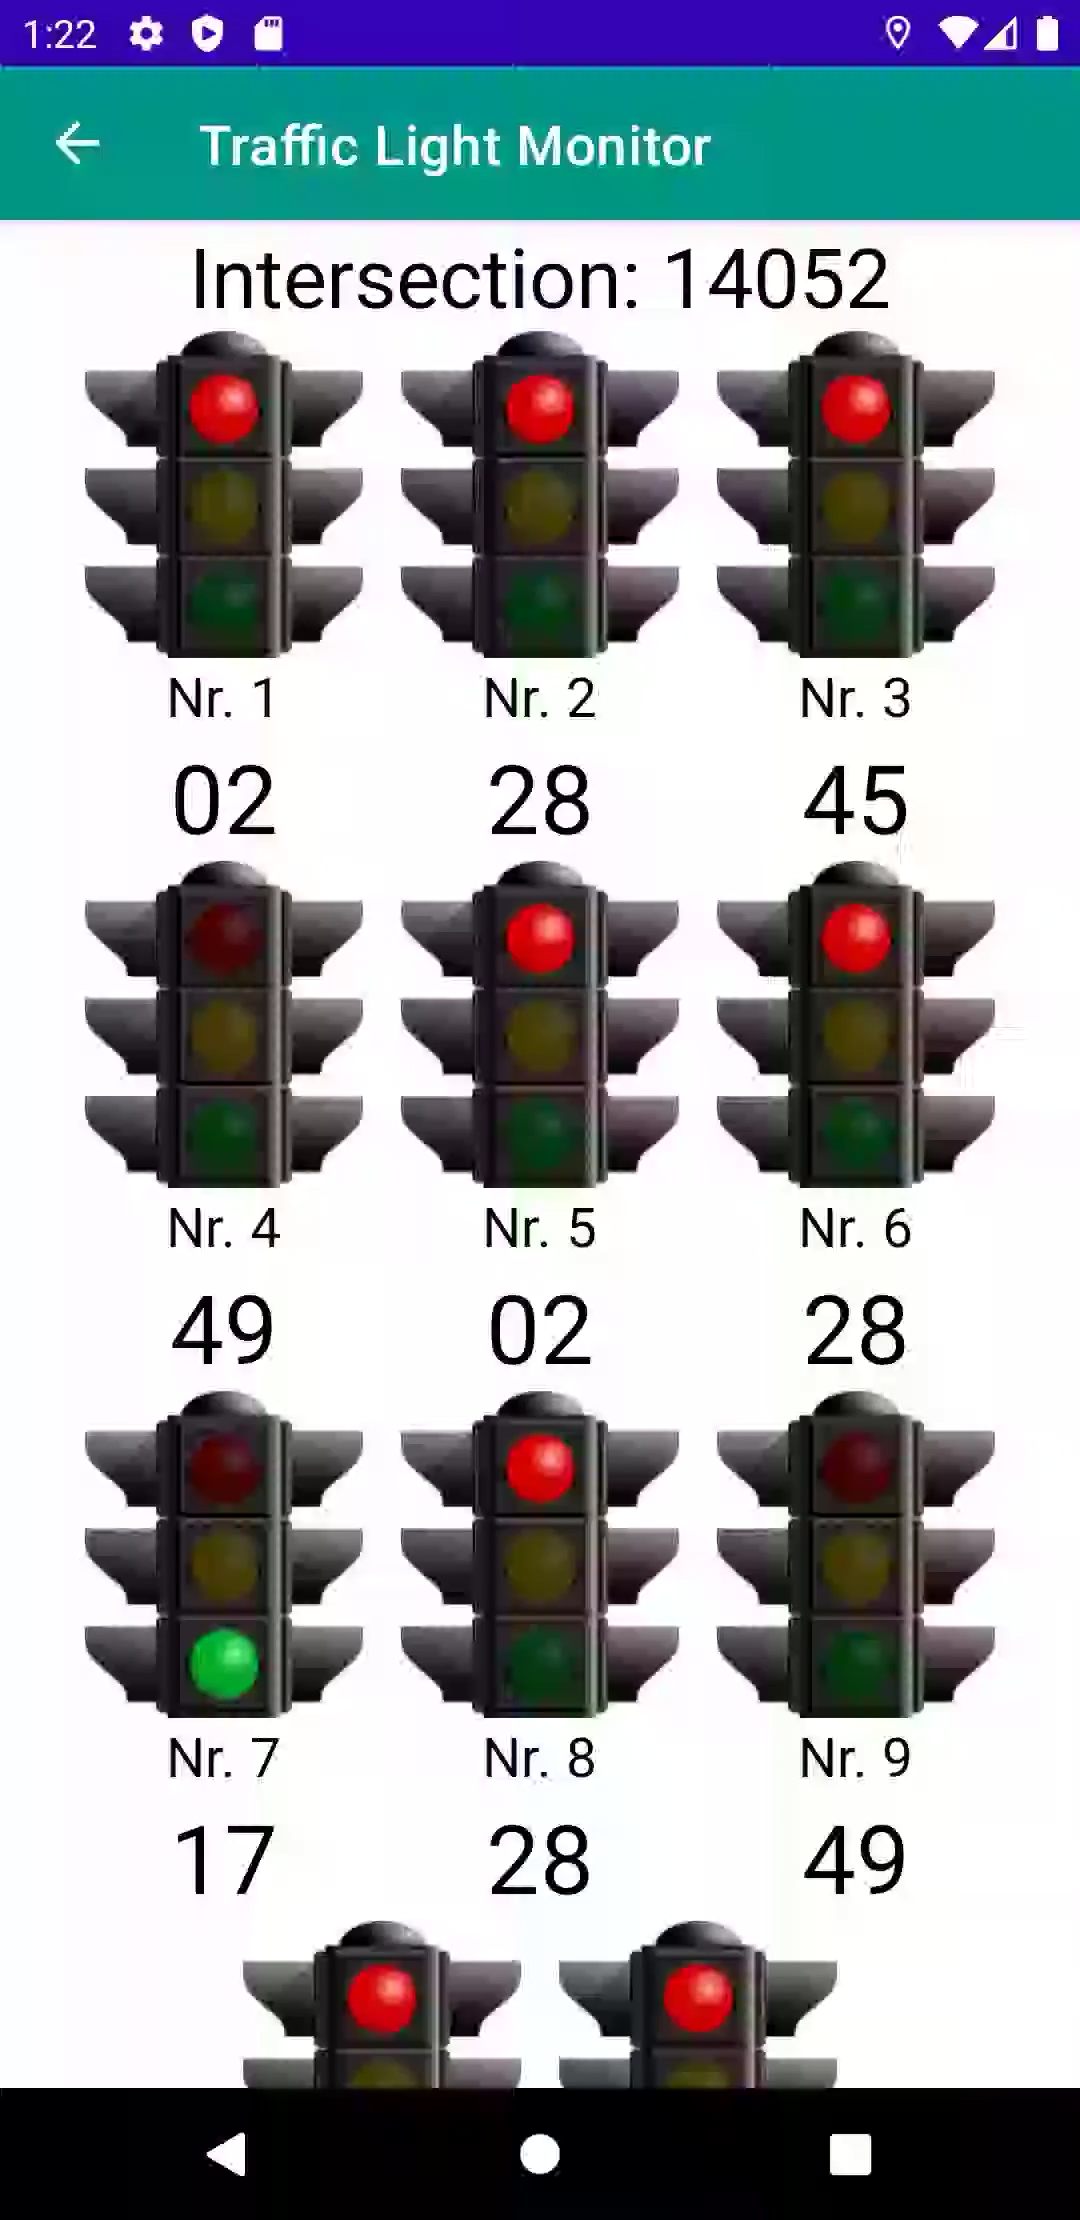 1:22
Traffic Light Monitor
Intersection: 14052
Nr. 1 Nr. 2 Nr. 3
02 28 45
Nr. 4 Nr. 5 Nr. 6
49 02 28
Nr. 7 Nr. 8 Nr. 9
17 28 49